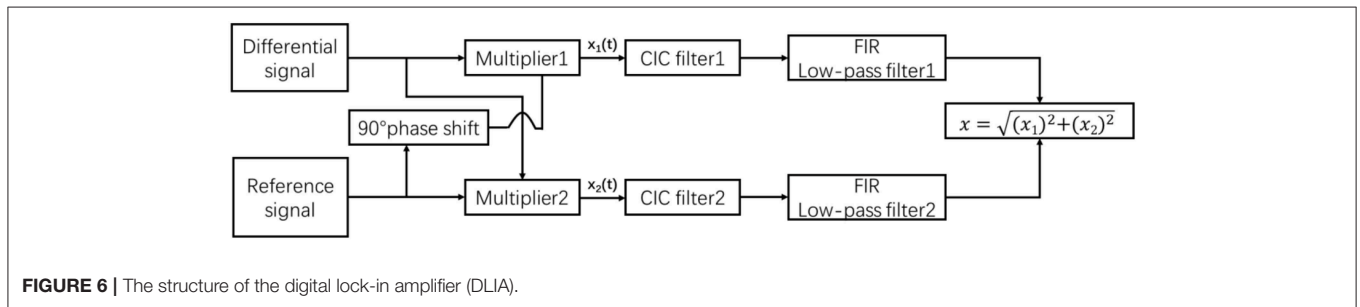 Differential
signal
Multiplier1
x₁(t)
CIC filter1
FIR
Low-pass filter1
90°phase shift
x = √(x₁)²+(x₂)²
Reference
signal
Multiplier2
x₂(t)
CIC filter2
FIR
Low-pass filter2
FIGURE 6 | The structure of the digital lock-in amplifier (DLIA).